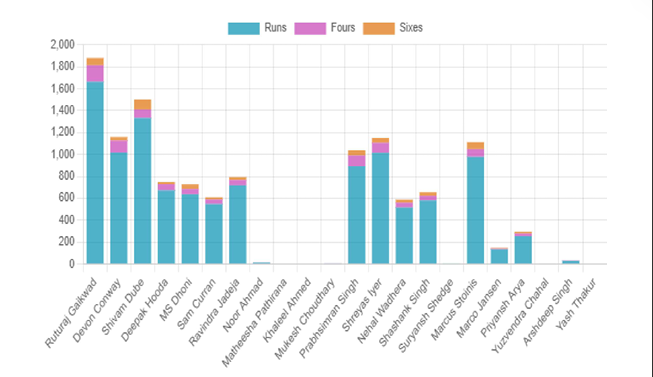 Runs Fours Sixes
2,000
1,800
1,600
1,400
1,200
1,000
800
600
400
200
0
Ruturaj Gaikwad
Devon Conway
Shivam Dube
Deepak Hooda
MS Dhoni
Sam Curran
Ravindra Jadeja
Noor Ahmad
Matheesha Pathirana
Khaleel Ahmed
Mukesh Choudhary
Prabhsimran Singh
Shreyas Iyer
Nehal Wadhera
Shashank Singh
Suryansh Shedge
Marcus Stoinis
Marco Jansen
Priyansh Arya
Yuzvendra Chahal
Arshdeep Singh
Yash Thakur